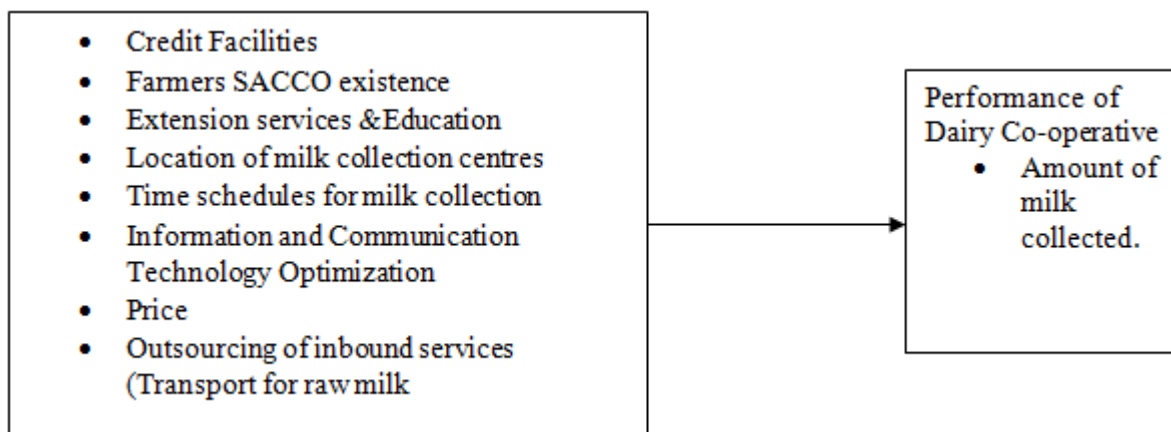 Credit Facilities
Farmers SACCO existence
Extension services &Education
Location of milk collection centres
Time schedules for milk collection
Information and Communication
Technology Optimization
Price
Outsourcing of inbound services
(Transport for raw milk
Performance of
Dairy Co-operative
Amount of
milk
collected.